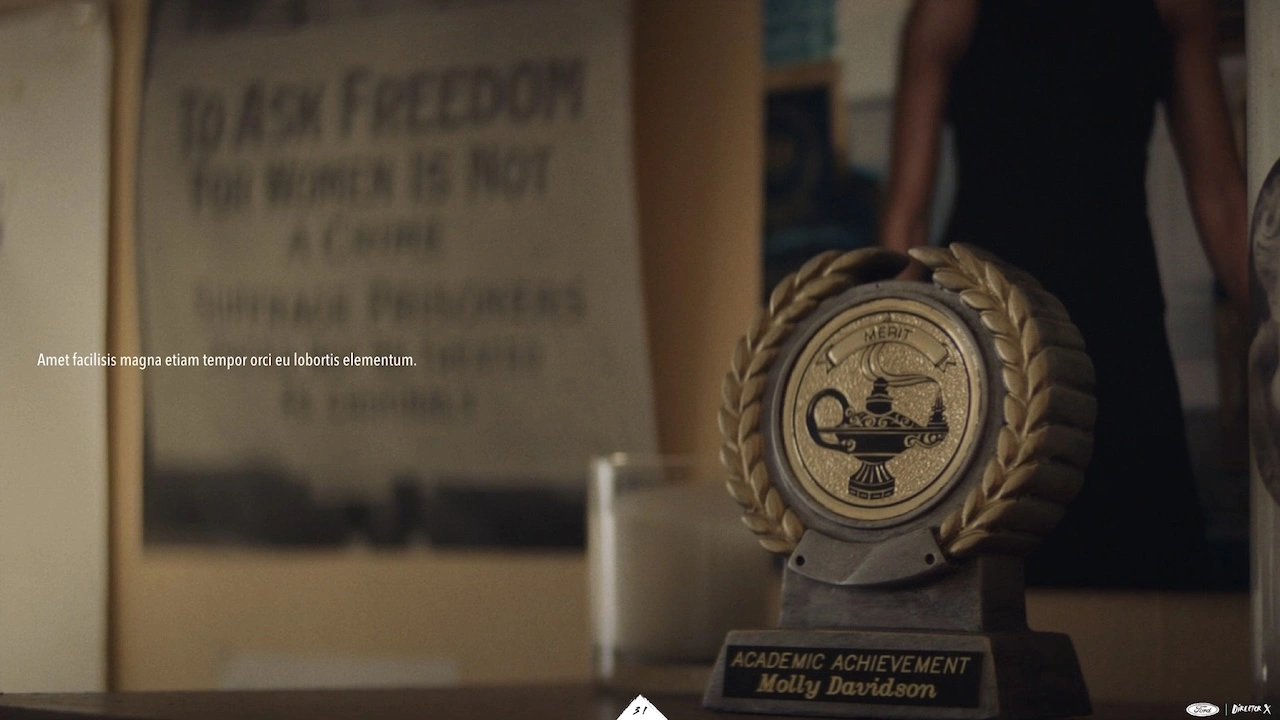 TO ASK FREEDOM
FOR WOMEN IS NOT
A CRIME
SUFFRAGE PRISONERS
Amet facilisis magna etiam tempor orci eu lobortis elementum.
MERIT
ACADEMIC ACHIEVEMENT
Molly Davidson
31
Ford | DIRECTOR X